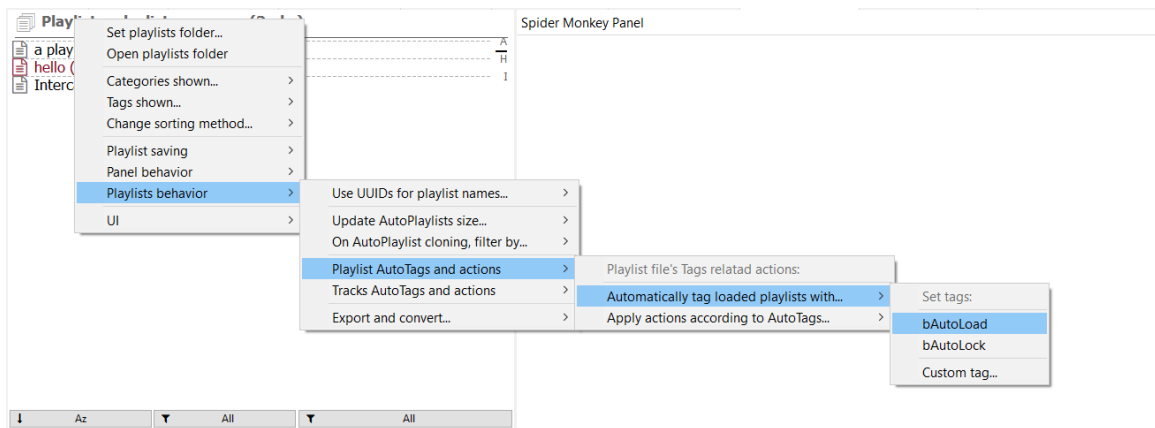 Spider Monkey Panel
a play
hello (
Interc
A
H
I
Set playlists folder...
Open playlists folder
Categories shown...
Tags shown...
Change sorting method...
Playlist saving
Panel behavior
Playlists behavior
UI
Use UUIDs for playlist names...
Update AutoPlaylists size...
On AutoPlaylist cloning, filter by...
Playlist AutoTags and actions
Tracks AutoTags and actions
Export and convert...
Playlist file's Tags relatad actions:
Automatically tag loaded playlists with...
Apply actions according to AutoTags...
Set tags:
bAutoLoad
bAutoLock
Custom tag...
Az
All
All